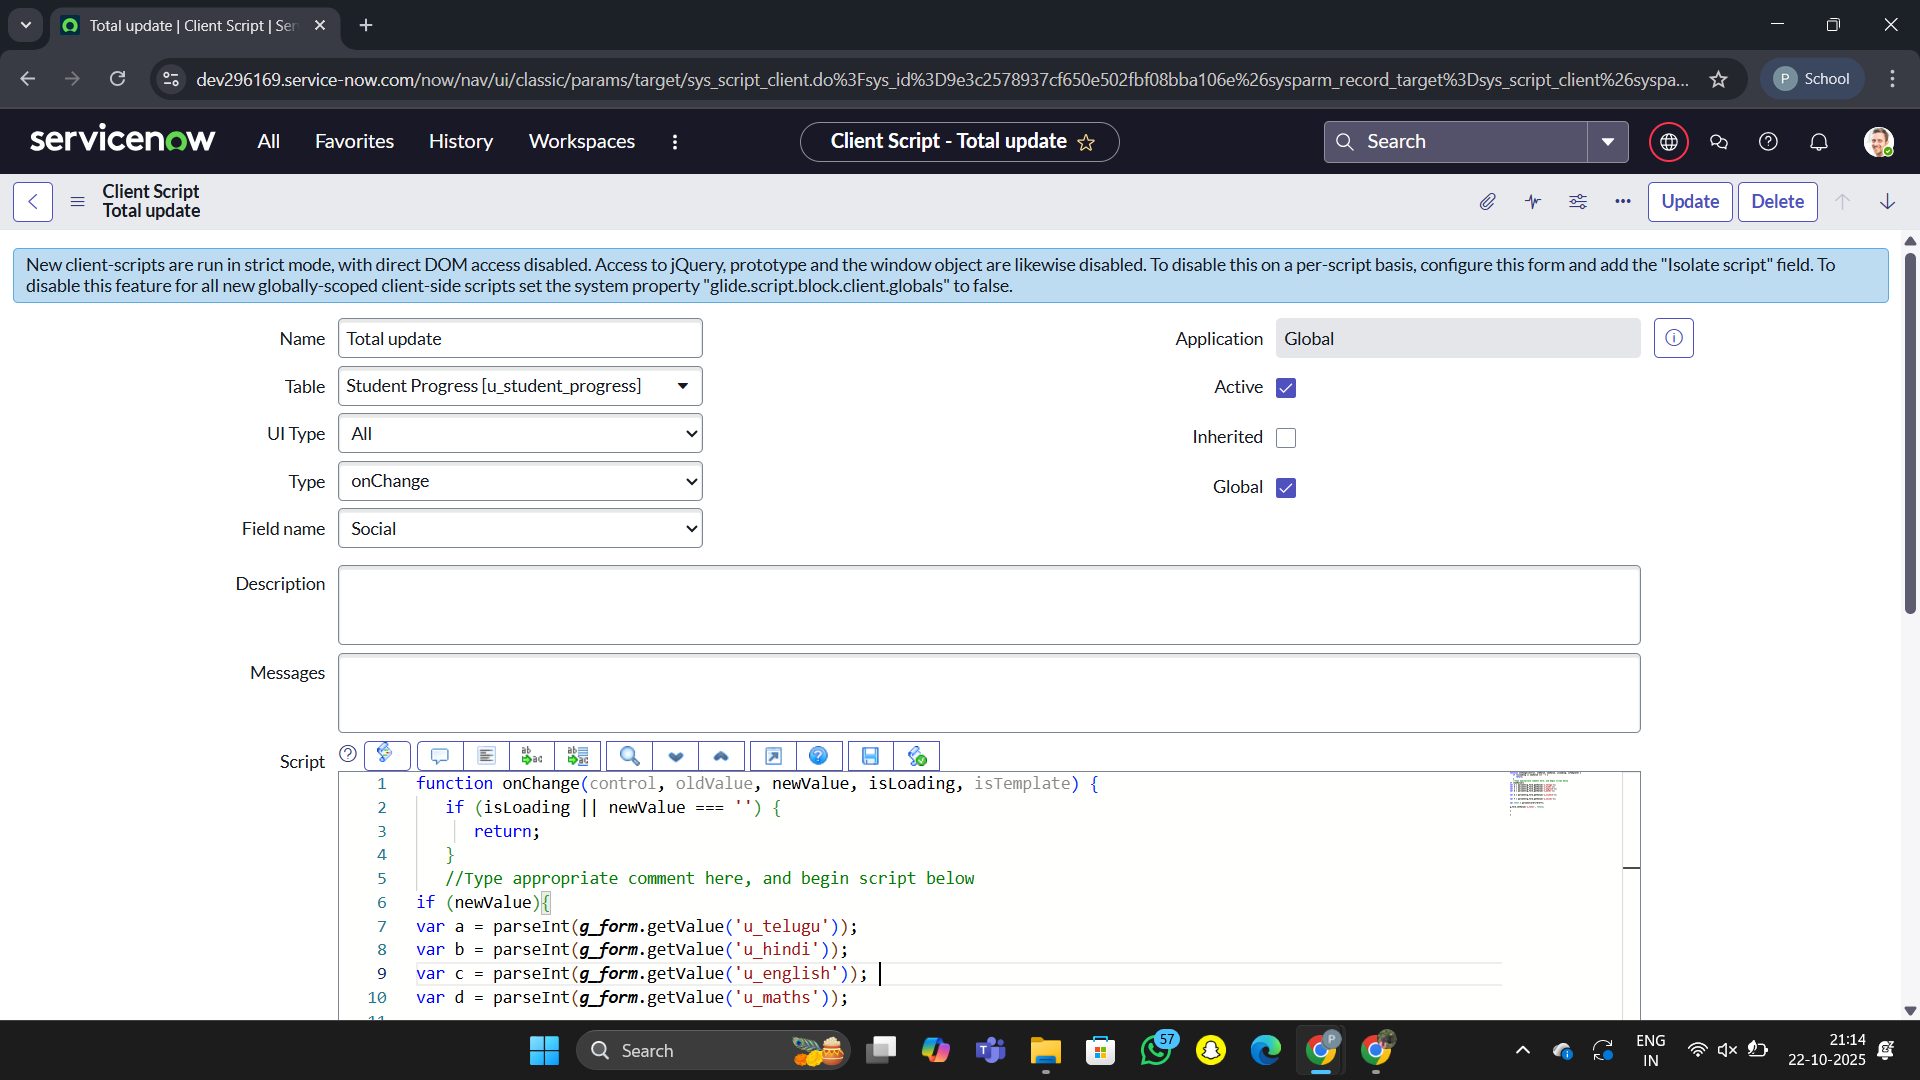 Total update | Client Script | Ser
dev296169.service-now.com/now/nav/ui/classic/params/target/sys_script_client.do%3Fsys_id%3D9e3c2578937cf650e502fbf08bba106e%26sysparm_record_target%3Dsys_script_client%26syspa...
P School
servicenow All Favorites History Workspaces Client Script - Total update Search
Client Script
Total update
Update Delete
New client-scripts are run in strict mode, with direct DOM access disabled. Access to jQuery, prototype and the window object are likewise disabled. To disable this on a per-script basis, configure this form and add the "Isolate script" field. To
disable this feature for all new globally-scoped client-side scripts set the system property "glide.script.block.client.globals" to false.
Name Total update Application Global
Table Student Progress [u_student_progress] Active
UI Type All Inherited
Type onChange Global
Field name Social
Description
Messages
Script
1 function onChange(control, oldValue, newValue, isLoading, isTemplate) {
2 if (isLoading || newValue === '') {
3 return;
4 }
5 //Type appropriate comment here, and begin script below
6 if (newValue){
7 var a = parseInt(g_form.getValue('u_telugu'));
8 var b = parseInt(g_form.getValue('u_hindi'));
9 var c = parseInt(g_form.getValue('u_english'));
10 var d = parseInt(g_form.getValue('u_maths'));
11
Search 57 ENG
IN
21:14
22-10-2025